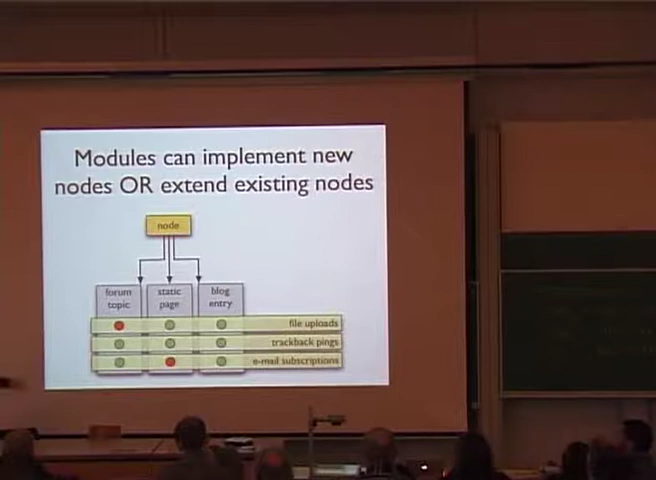 Modules can implement new
nodes OR extend existing nodes
node
forum
topic
static
page
blog
entry
file uploads
trackback pings
e-mail subscriptions